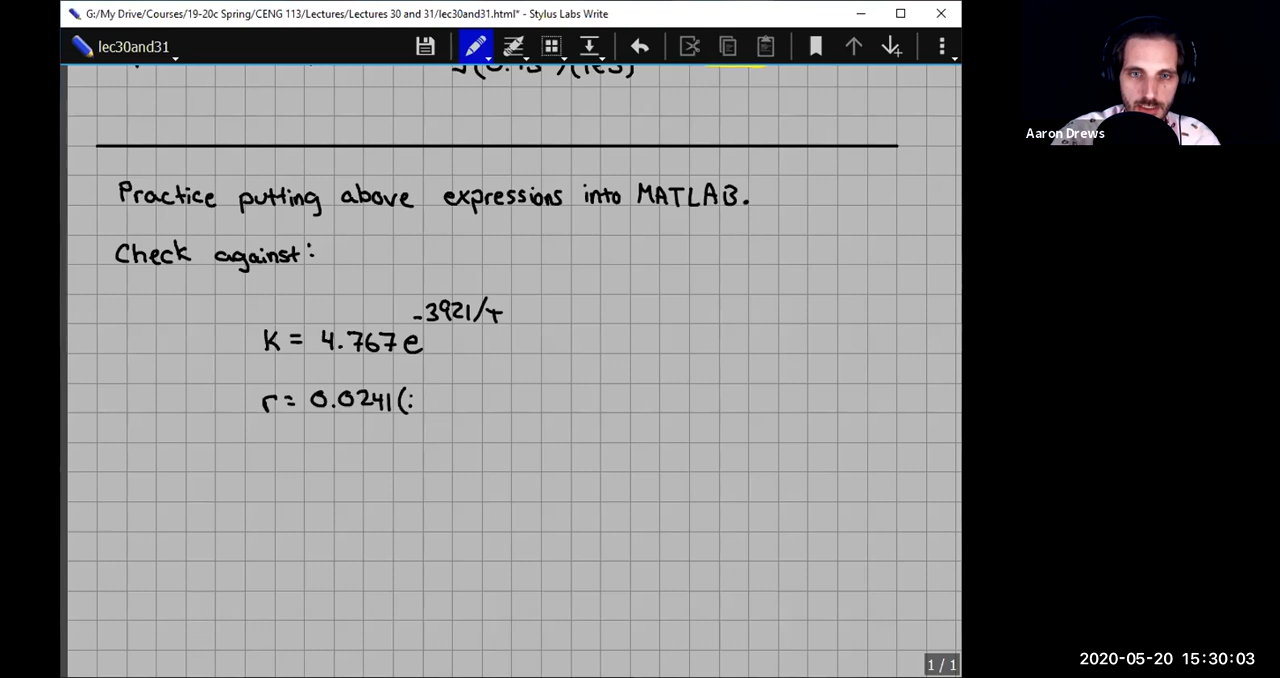 G:/My Drive/Courses/19-20c Spring/CENG 113/Lectures/Lectures 30 and 31/lec30and31.html* - Stylus Labs Write
lec30and31
Aaron Drews
Practice putting above expressions into MATLAB.
Check against:
K = 4.767 e^-3921/T
r = 0.0241(
1 / 1
2020-05-20 15:30:03